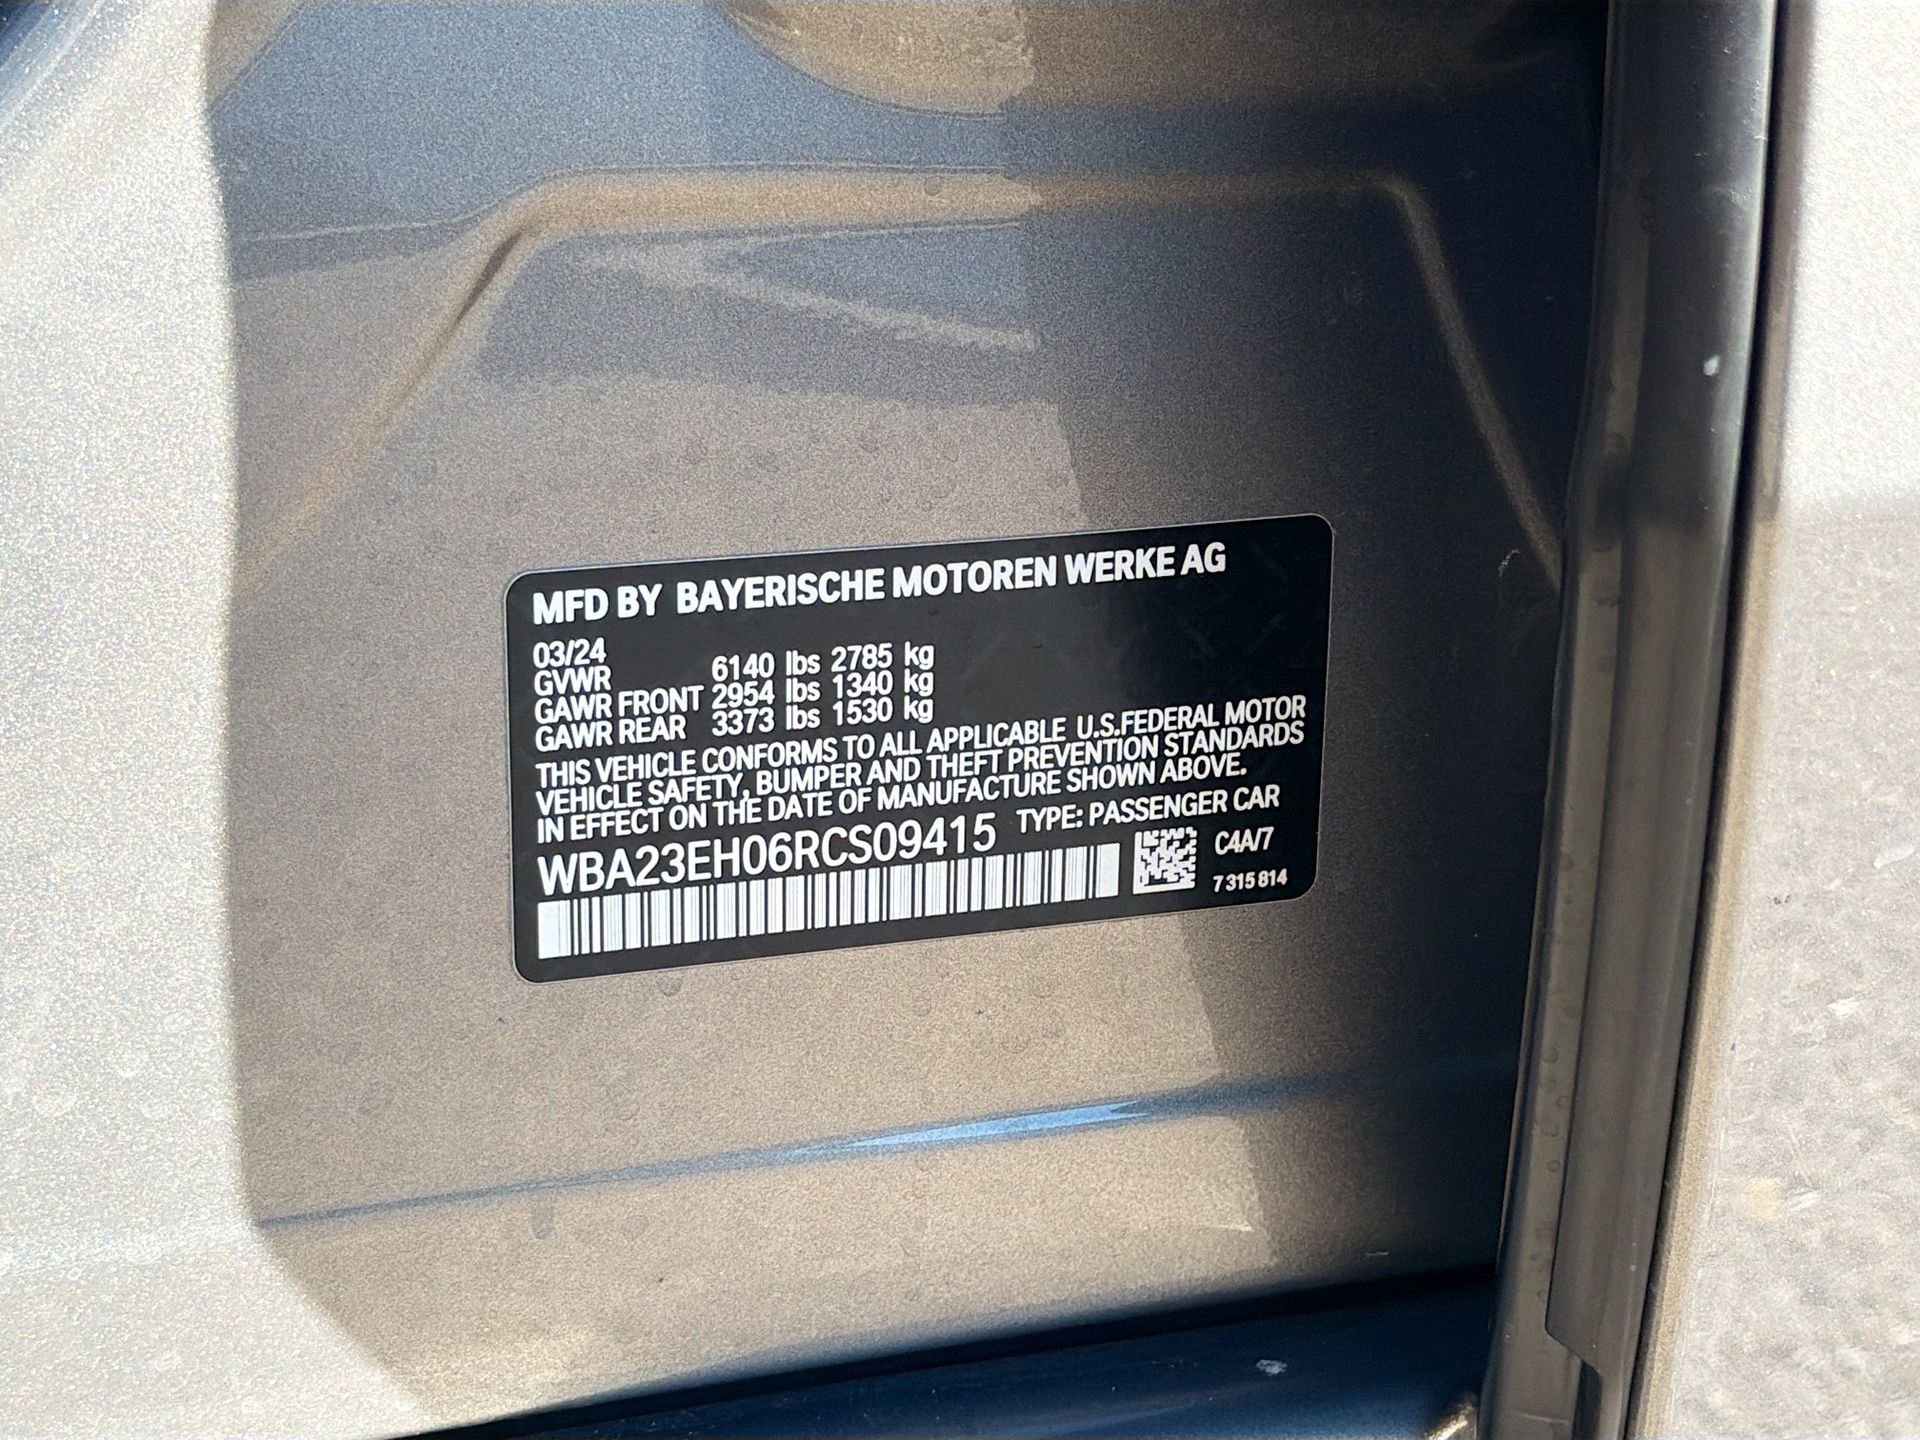 MFD BY BAYERISCHE MOTOREN WERKE AG
03/24
GVWR 6140 lbs 2785 kg
GAWR FRONT 2954 lbs 1340 kg
GAWR REAR 3373 lbs 1530 kg
THIS VEHICLE CONFORMS TO ALL APPLICABLE U.S.FEDERAL MOTOR
VEHICLE SAFETY, BUMPER AND THEFT PREVENTION STANDARDS
IN EFFECT ON THE DATE OF MANUFACTURE SHOWN ABOVE.
WBA23EH06RCS09415 TYPE: PASSENGER CAR
C4A/7
7 315 814